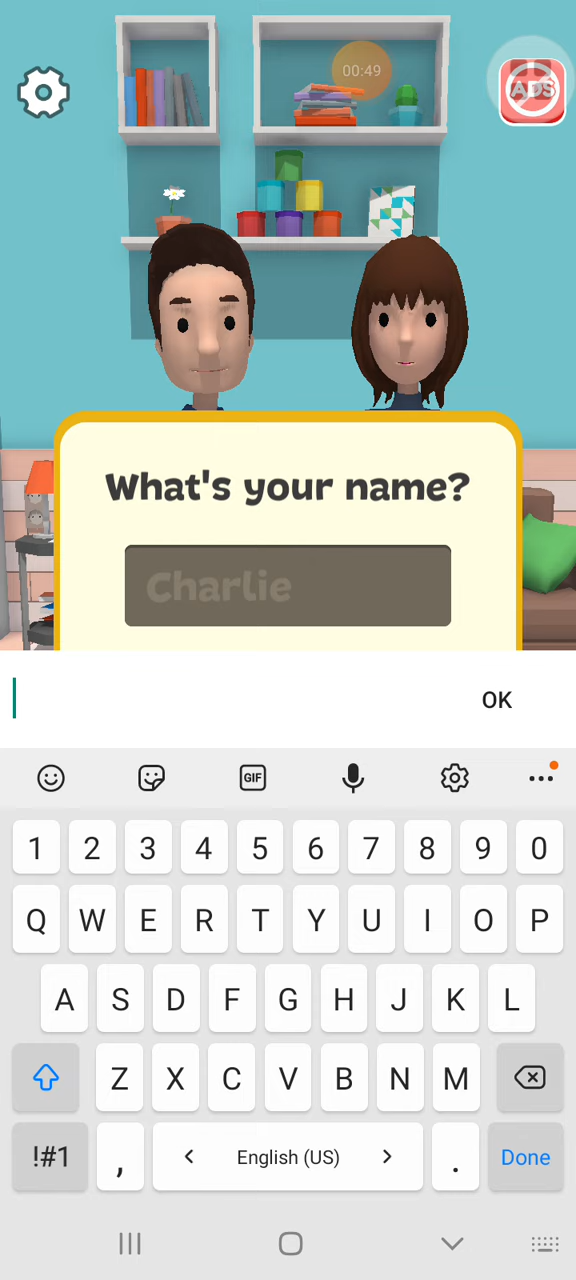 00:49
ADS
What's your name?
Charlie
OK
GIF
1 2 3 4 5 6 7 8 9 0
Q W E R T Y U I O P
A S D F G H J K L
Z X C V B N M
!#1 , < English (US) > . Done